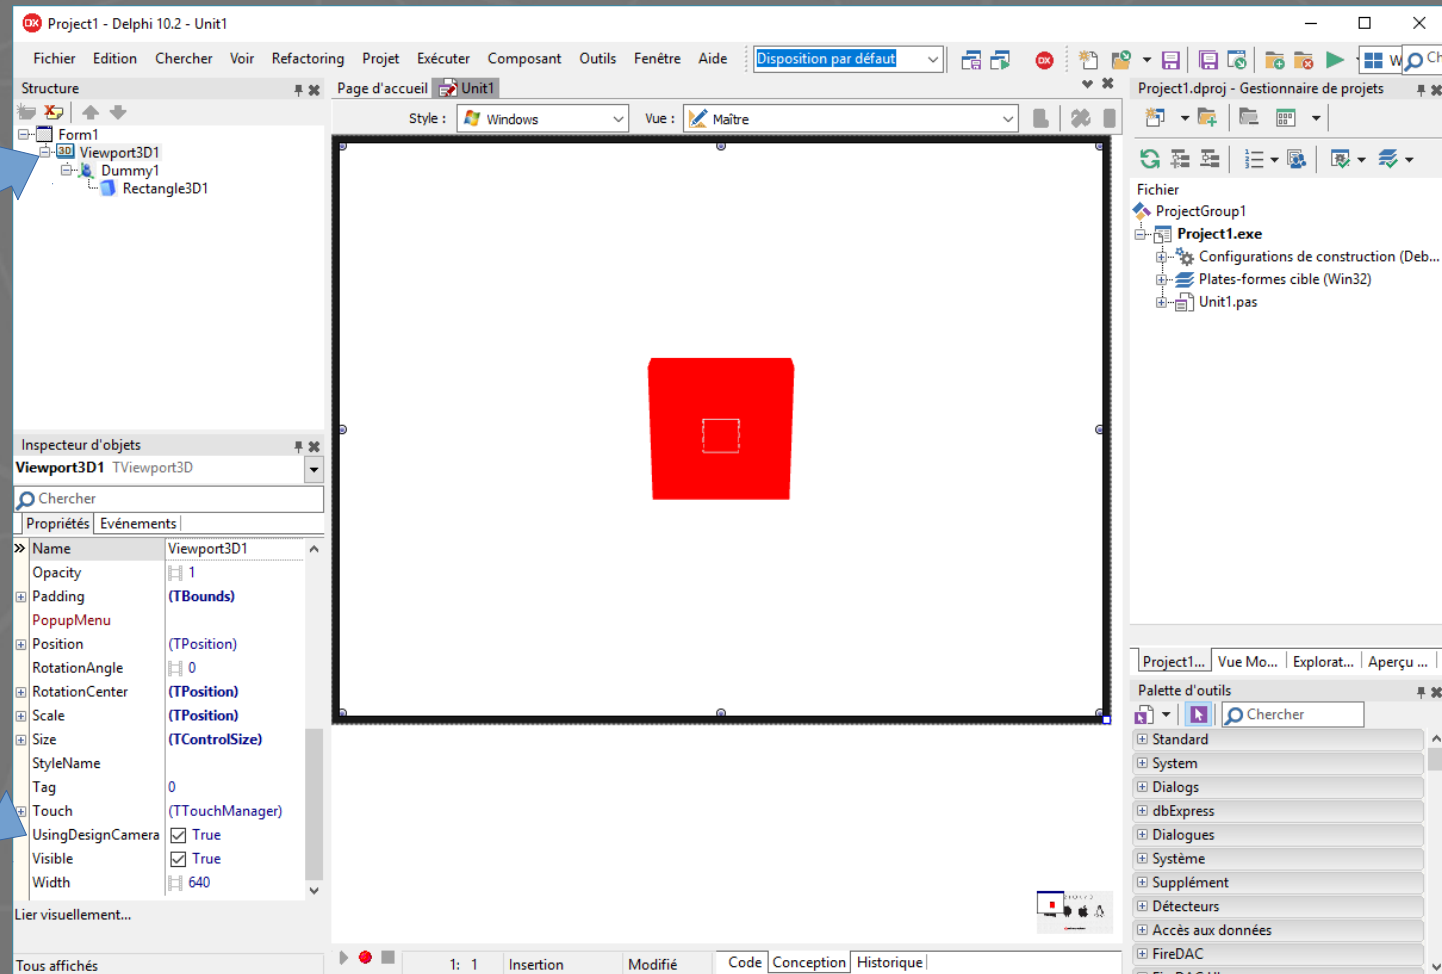 Project1 - Delphi 10.2 - Unit1
Fichier Edition Chercher Voir Refactoring Projet Exécuter Composant Outils Fenêtre Aide Disposition par défaut
Structure
Form1
Viewport3D1
Dummy1
Rectangle3D1
Inspecteur d'objets
Viewport3D1 TViewport3D
Chercher
Propriétés Evénements
Name Viewport3D1
Opacity 1
Padding (TBounds)
PopupMenu
Position (TPosition)
RotationAngle 0
RotationCenter (TPosition)
Scale (TPosition)
Size (TControlSize)
StyleName
Tag 0
Touch (TTouchManager)
UsingDesignCamera True
Visible True
Width 640
Lier visuellement...
Tous affichés
Page d'accueil Unit1
Style : Windows Vue : Maître
1: 1 Insertion Modifié Code Conception Historique
Project1.dproj - Gestionnaire de projets
Fichier
ProjectGroup1
Project1.exe
Configurations de construction (Deb...
Plates-formes cible (Win32)
Unit1.pas
Project1... Vue Mo... Explorat... Aperçu ...
Palette d'outils
Chercher
Standard
System
Dialogs
dbExpress
Dialogues
Système
Supplément
Détecteurs
Accès aux données
FireDAC